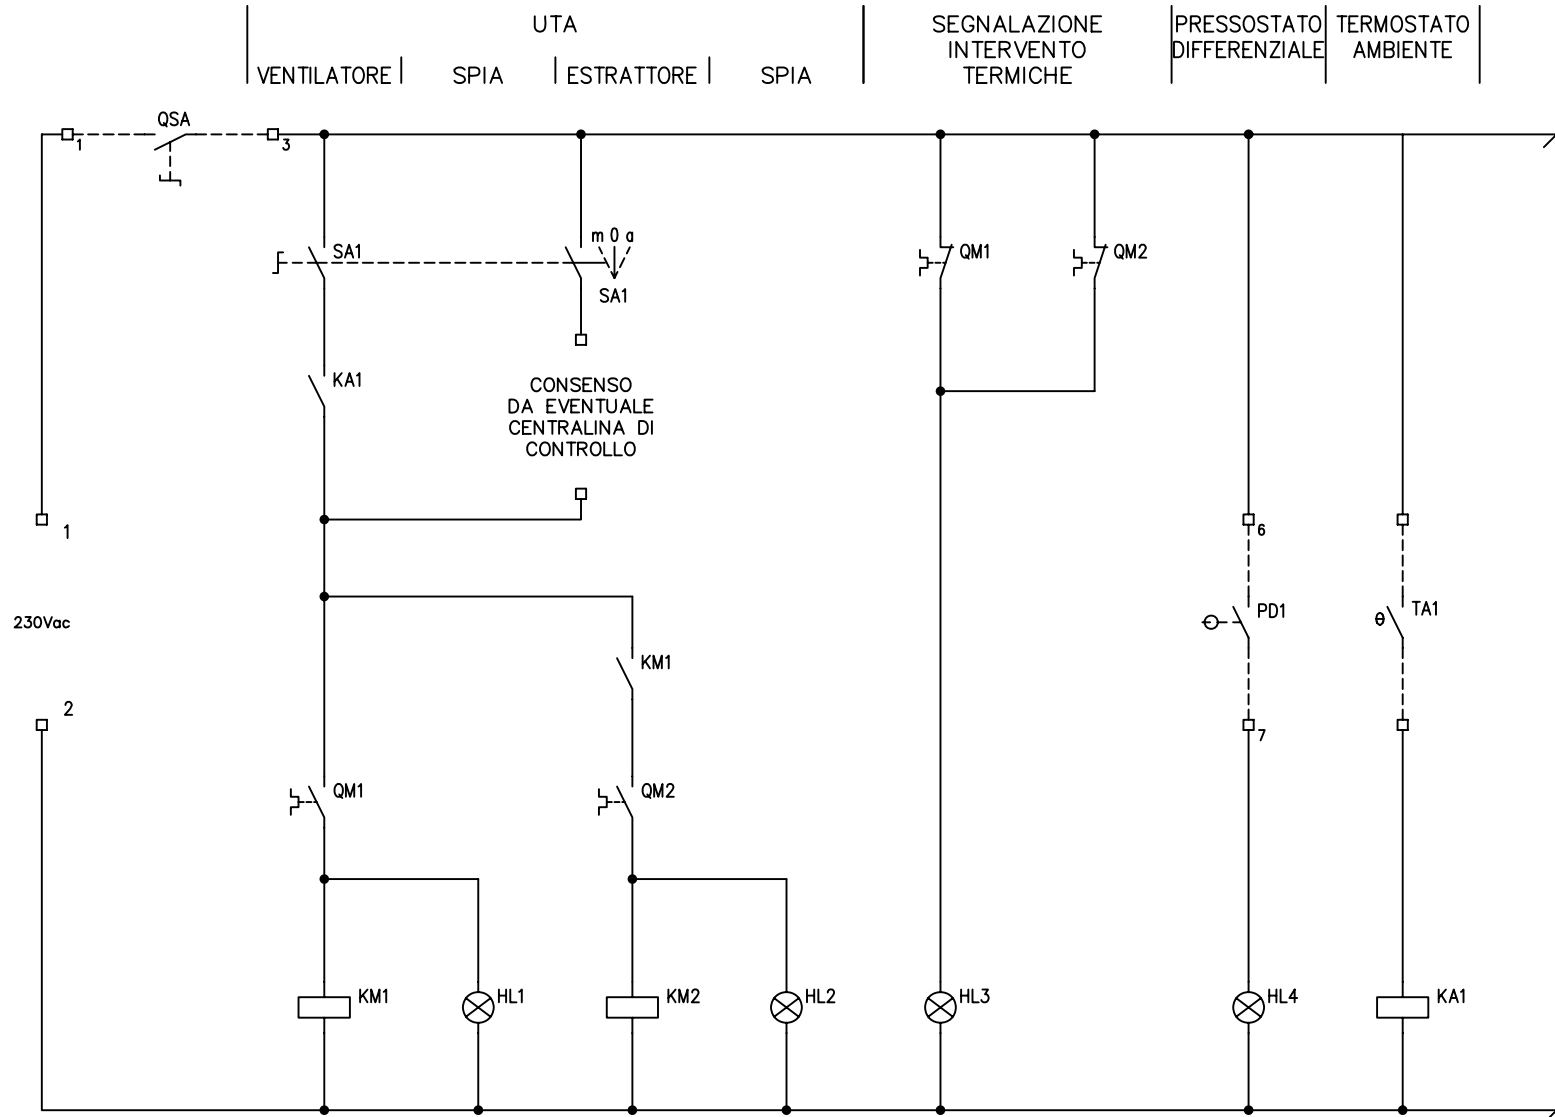 UTA
SEGNALAZIONE
INTERVENTO
TERMICHE
PRESSOSTATO
DIFFERENZIALE
TERMOSTATO
AMBIENTE
VENTILATORE
SPIA
ESTRATTORE
SPIA
QSA
1
3
SA1
m 0 a
SA1
QM1
QM2
KA1
CONSENSO
DA EVENTUALE
CENTRALINA DI
CONTROLLO
1
6
230Vac
PD1
θ
TA1
KM1
2
7
QM1
QM2
KM1
HL1
KM2
HL2
HL3
HL4
KA1